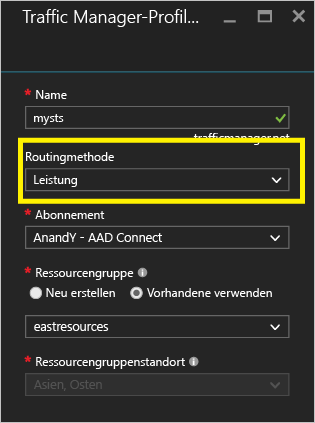 Traffic Manager-Profil...
* Name
mysts
trafficmanager.net
Routingmethode
Leistung
* Abonnement
AnandY - AAD Connect
* Ressourcengruppe
Neu erstellen Vorhandene verwenden
eastresources
* Ressourcengruppenstandort
Asien, Osten